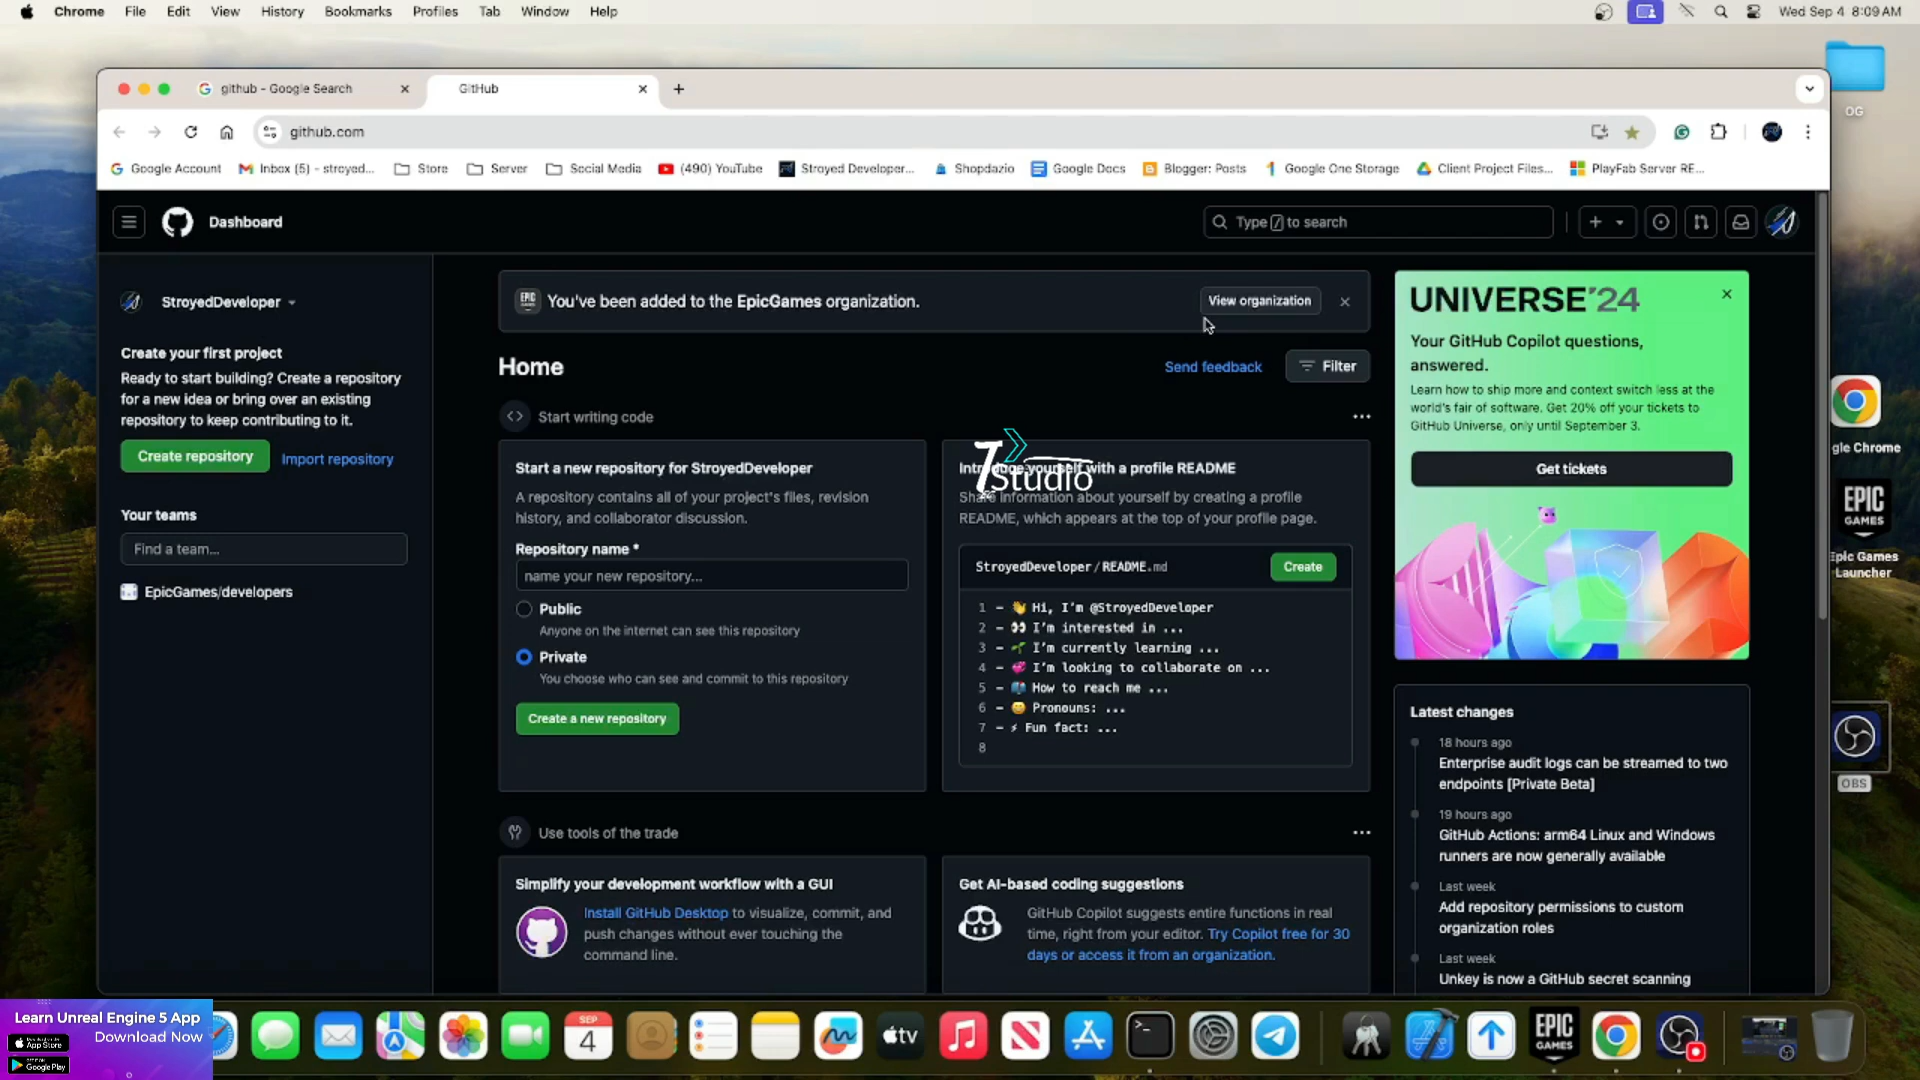 Chrome File Edit View History Bookmarks Profiles Tab Window Help
Wed Sep 4 8:09 AM
github - Google Search
GitHub
github.com
Google Account
Inbox (5) - stroyed...
Store
Server
Social Media
(490) YouTube
Stroyed Developer...
Shopdazio
Google Docs
Blogger: Posts
Google One Storage
Client Project Files...
PlayFab Server RE...
Dashboard
Type / to search
StroyedDeveloper
Create your first project
Ready to start building? Create a repository
for a new idea or bring over an existing
repository to keep contributing to it.
Create repository
Import repository
Your teams
Find a team...
EpicGames/developers
EPIC
You've been added to the EpicGames organization.
View organization
Home
Send feedback
Filter
Start writing code
Start a new repository for StroyedDeveloper
A repository contains all of your project's files, revision
history, and collaborator discussion.
Repository name *
name your new repository...
Public
Anyone on the internet can see this repository
Private
You choose who can see and commit to this repository
Create a new repository
Introduce yourself with a profile README
Share information about yourself by creating a profile
README, which appears at the top of your profile page.
Studio
StroyedDeveloper / README.md
Create
1 - 👋 Hi, I'm @StroyedDeveloper
2 - 👀 I'm interested in ...
3 - 🌱 I'm currently learning ...
4 - 💞️ I'm looking to collaborate on ...
5 - 📫 How to reach me ...
6 - 😄 Pronouns: ...
7 - ⚡ Fun fact: ...
8
Use tools of the trade
Simplify your development workflow with a GUI
Install GitHub Desktop to visualize, commit, and
push changes without ever touching the
command line.
Get AI-based coding suggestions
GitHub Copilot suggests entire functions in real
time, right from your editor. Try Copilot free for 30
days or access it from an organization.
UNIVERSE'24
Your GitHub Copilot questions,
answered.
Learn how to ship more and context switch less at the
world's fair of software. Get 20% off your tickets to
GitHub Universe, only until September 3.
Get tickets
Latest changes
18 hours ago
Enterprise audit logs can be streamed to two
endpoints [Private Beta]
19 hours ago
GitHub Actions: arm64 Linux and Windows
runners are now generally available
Last week
Add repository permissions to custom
organization roles
Last week
Unkey is now a GitHub secret scanning
OG
gle Chrome
EPIC
GAMES
Epic Games
Launcher
OBS
Learn Unreal Engine 5 App
Download Now
App Store
Google Play
SEP
4
tv
EPIC
GAMES